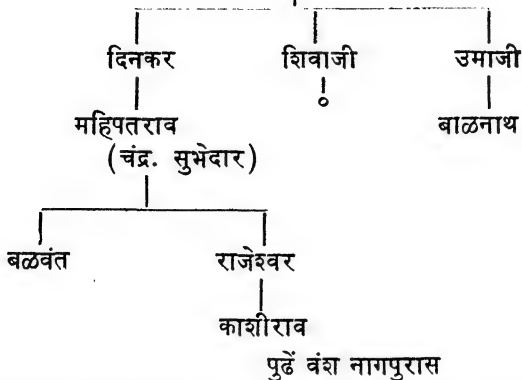 दिनकर शिवाजी उमाजी
०
महिपतराव बाळनाथ
(चंद्र. सुभेदार)
बळवंत राजेश्वर
काशीराव
पुढें वंश नागपुरास